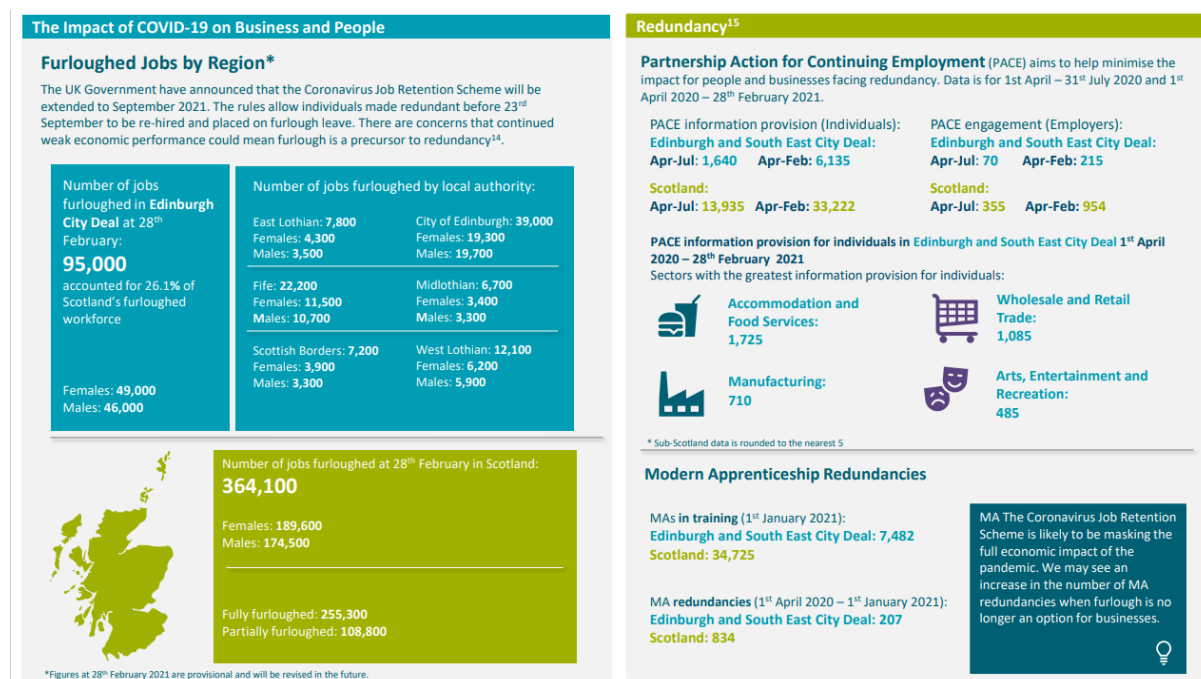 The Impact of COVID-19 on Business and People
Furloughed Jobs by Region*
The UK Government have announced that the Coronavirus Job Retention Scheme will be
extended to September 2021. The rules allow individuals made redundant before 23rd
September to be re-hired and placed on furlough leave. There are concerns that continued
weak economic performance could mean furlough is a precursor to redundancy14.
Number of jobs
furloughed in Edinburgh
City Deal at 28th
February:
95,000
accounted for 26.1% of
Scotland's furloughed
workforce
Females: 49,000
Males: 46,000
Number of jobs furloughed by local authority:
East Lothian: 7,800
Females: 4,300
Males: 3,500
City of Edinburgh: 39,000
Females: 19,300
Males: 19,700
Fife: 22,200
Females: 11,500
Males: 10,700
Midlothian: 6,700
Females: 3,400
Males: 3,300
Scottish Borders: 7,200
Females: 3,900
Males: 3,300
West Lothian: 12,100
Females: 6,200
Males: 5,900
Number of jobs furloughed at 28th February in Scotland:
364,100
Females: 189,600
Males: 174,500
Fully furloughed: 255,300
Partially furloughed: 108,800
*Figures at 28th February 2021 are provisional and will be revised in the future.
Redundancy15
Partnership Action for Continuing Employment (PACE) aims to help minimise the
impact for people and businesses facing redundancy. Data is for 1st April – 31st July 2020 and 1st
April 2020 – 28th February 2021.
PACE information provision (Individuals):
Edinburgh and South East City Deal:
Apr-Jul: 1,640 Apr-Feb: 6,135
Scotland:
Apr-Jul: 13,935 Apr-Feb: 33,222
PACE engagement (Employers):
Edinburgh and South East City Deal:
Apr-Jul: 70 Apr-Feb: 215
Scotland:
Apr-Jul: 355 Apr-Feb: 954
PACE information provision for individuals in Edinburgh and South East City Deal 1st April
2020 – 28th February 2021
Sectors with the greatest information provision for individuals:
Accommodation and
Food Services:
1,725
Wholesale and Retail
Trade:
1,085
Manufacturing:
710
Arts, Entertainment and
Recreation:
485
* Sub-Scotland data is rounded to the nearest 5
Modern Apprenticeship Redundancies
MAs in training (1st January 2021):
Edinburgh and South East City Deal: 7,482
Scotland: 34,725
MA redundancies (1st April 2020 – 1st January 2021):
Edinburgh and South East City Deal: 207
Scotland: 834
MA The Coronavirus Job Retention
Scheme is likely to be masking the
full economic impact of the
pandemic. We may see an
increase in the number of MA
redundancies when furlough is no
longer an option for businesses.